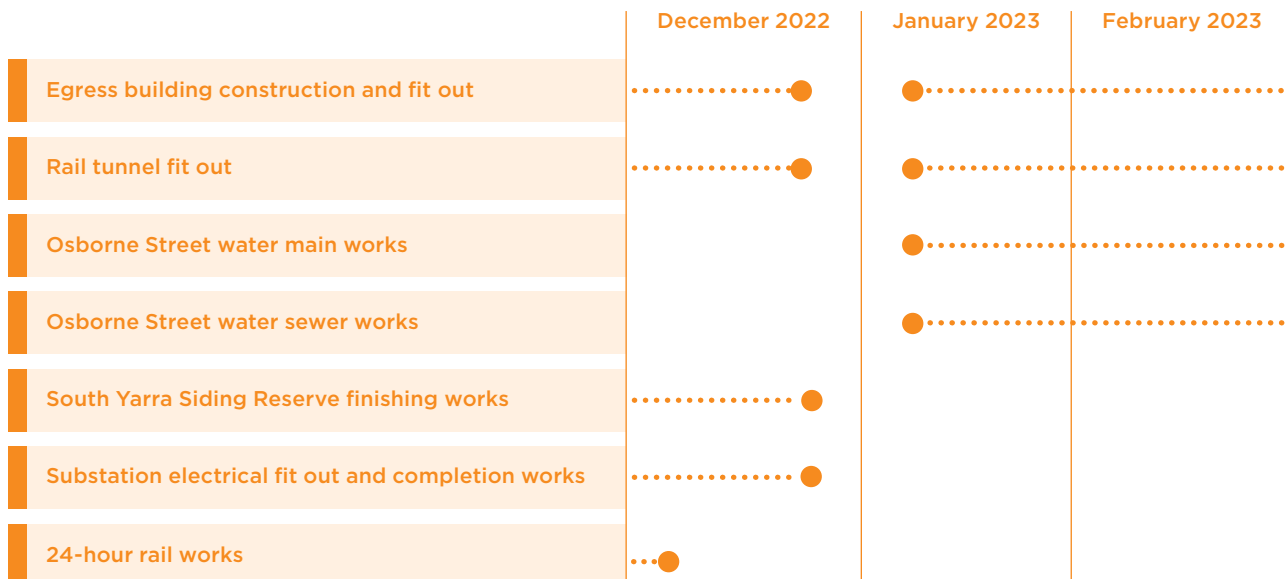 December 2022
January 2023
February 2023
Egress building construction and fit out
Rail tunnel fit out
Osborne Street water main works
Osborne Street water sewer works
South Yarra Siding Reserve finishing works
Substation electrical fit out and completion works
24-hour rail works